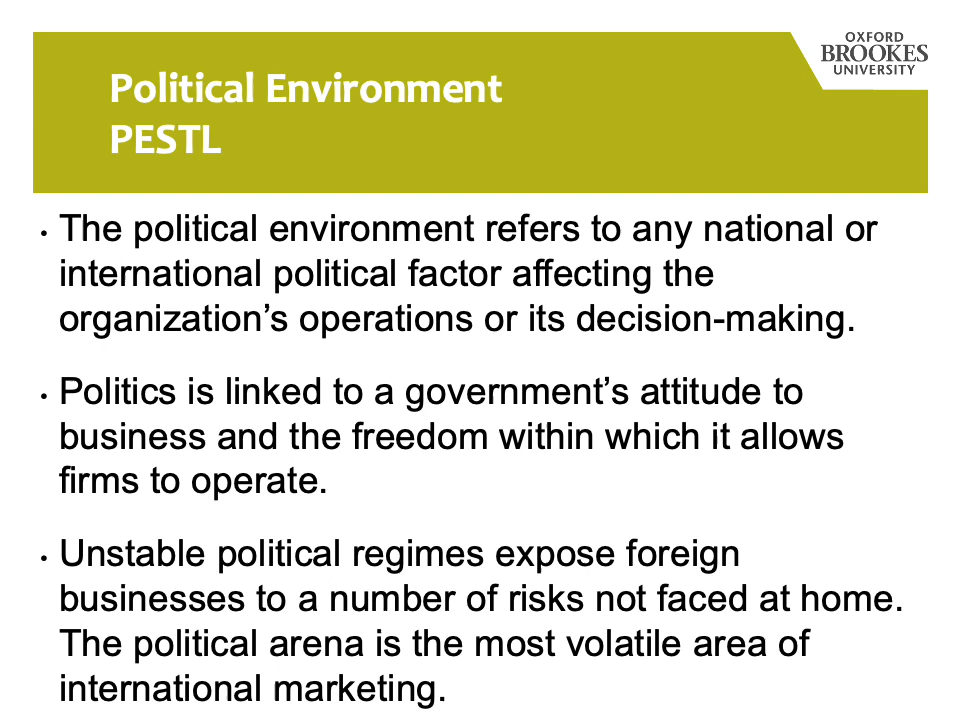 OXFORD
BROOKES
UNIVERSITY
Political Environment
PESTL
• The political environment refers to any national or
international political factor affecting the
organization’s operations or its decision-making.
• Politics is linked to a government’s attitude to
business and the freedom within which it allows
firms to operate.
• Unstable political regimes expose foreign
businesses to a number of risks not faced at home.
The political arena is the most volatile area of
international marketing.